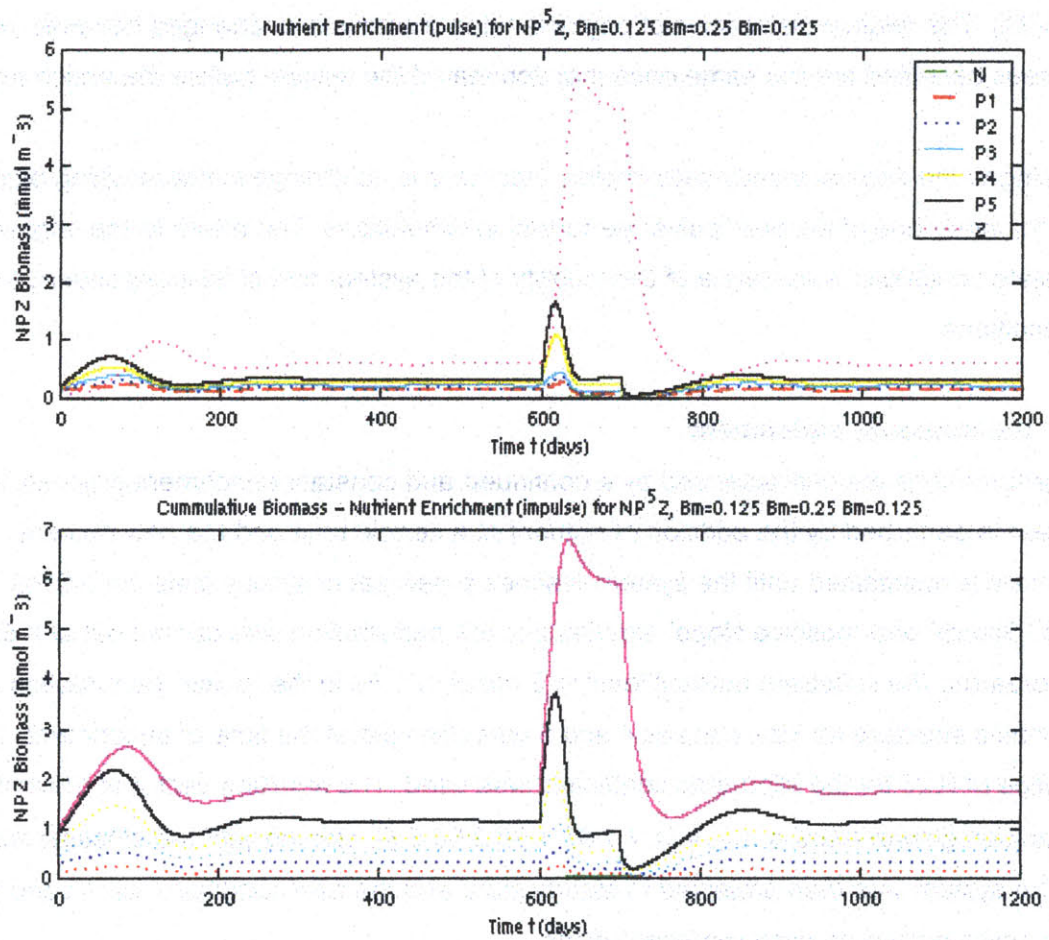 Nutrient Enrichment (pulse) for NP⁵Z, Bm=0.125 Bm=0.25 Bm=0.125
6
5
4
3
2
1
0
NPZ Biomass (mmol m⁻3)
N
P1
P2
P3
P4
P5
Z
0 200 400 600 800 1000 1200
Time t (days)
Cummulative Biomass – Nutrient Enrichment (impulse) for NP⁵Z, Bm=0.125 Bm=0.25 Bm=0.125
7
6
5
4
3
2
1
0
NPZ Biomass (mmol m⁻3)
0 200 400 600 800 1000 1200
Time t (days)